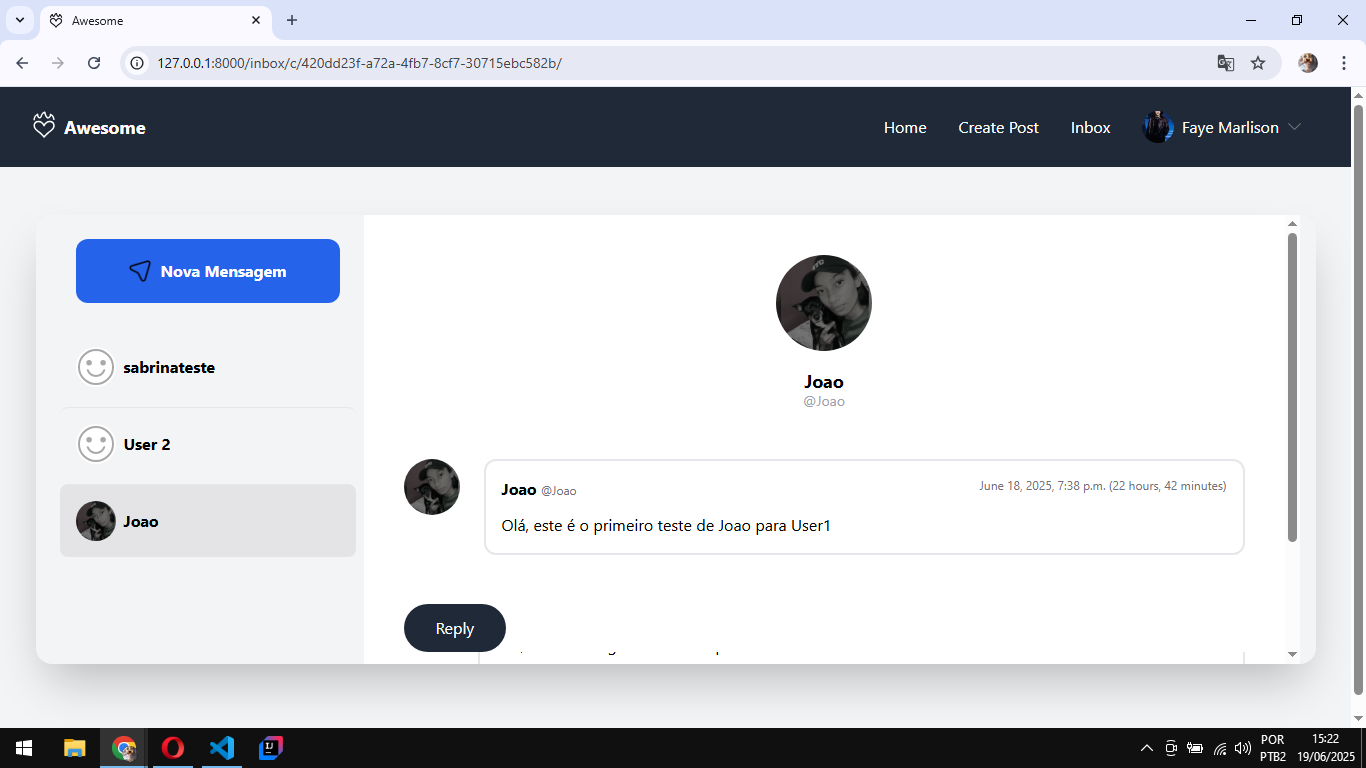 Awesome
127.0.0.1:8000/inbox/c/420dd23f-a72a-4fb7-8cf7-30715ebc582b/
Awesome
Home
Create Post
Inbox
Faye Marlison
Nova Mensagem
sabrinateste
User 2
Joao
Joao
@Joao
Joao @Joao
June 18, 2025, 7:38 p.m. (22 hours, 42 minutes)
Olá, este é o primeiro teste de Joao para User1
Reply
POR
PTB2
15:22
19/06/2025